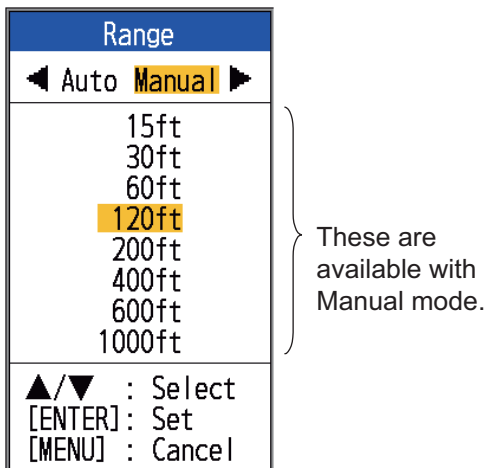 Range
◀ Auto Manual ▶
15ft
30ft
60ft
120ft
200ft
400ft
600ft
1000ft
▲/▼ : Select
[ENTER]: Set
[MENU] : Cancel
These are
available with
Manual mode.